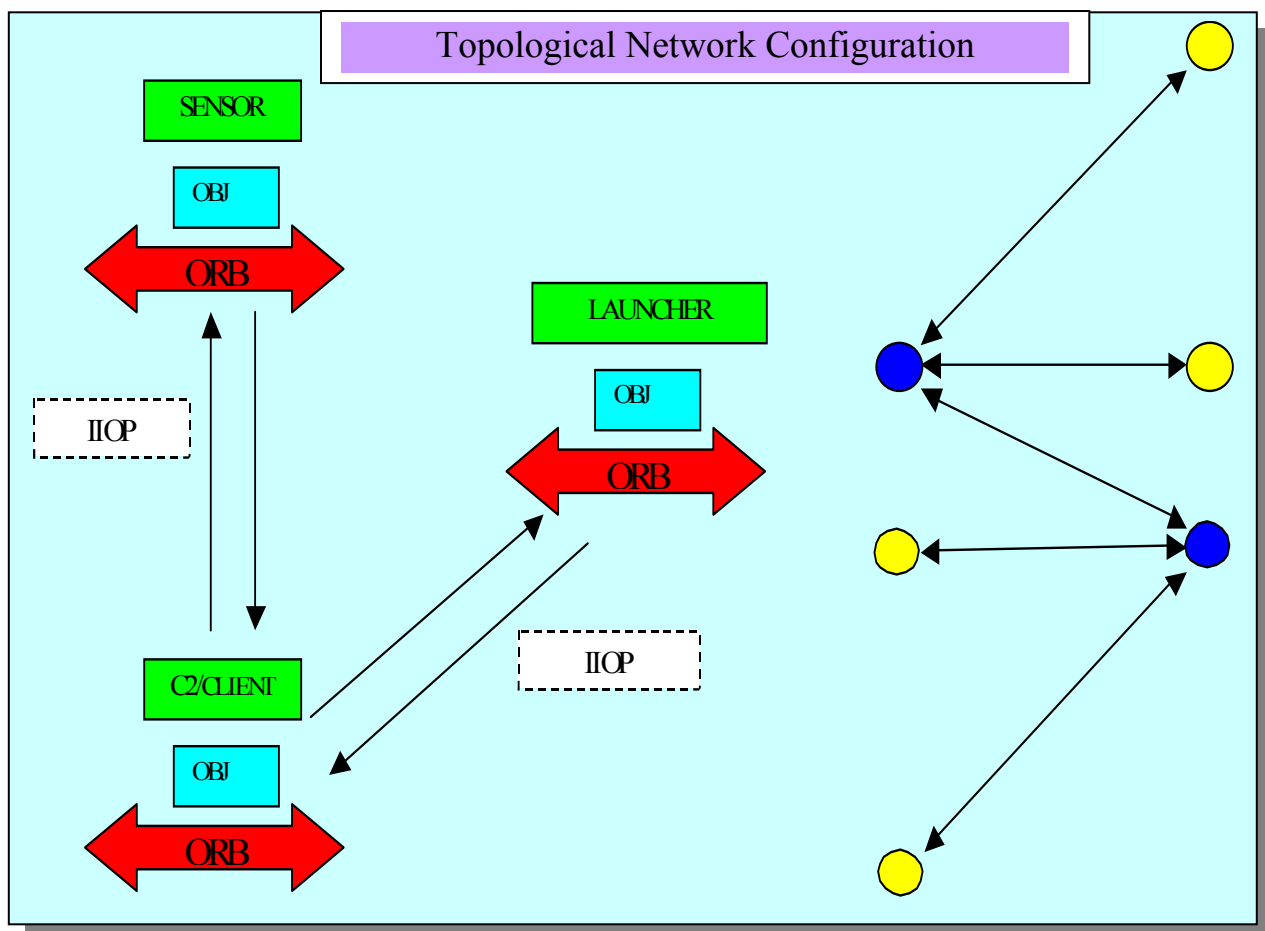 Topological Network Configuration
SENSOR
OBJ
ORB
LAUNCHER
OBJ
ORB
IIOP
IIOP
C2/CLIENT
OBJ
ORB